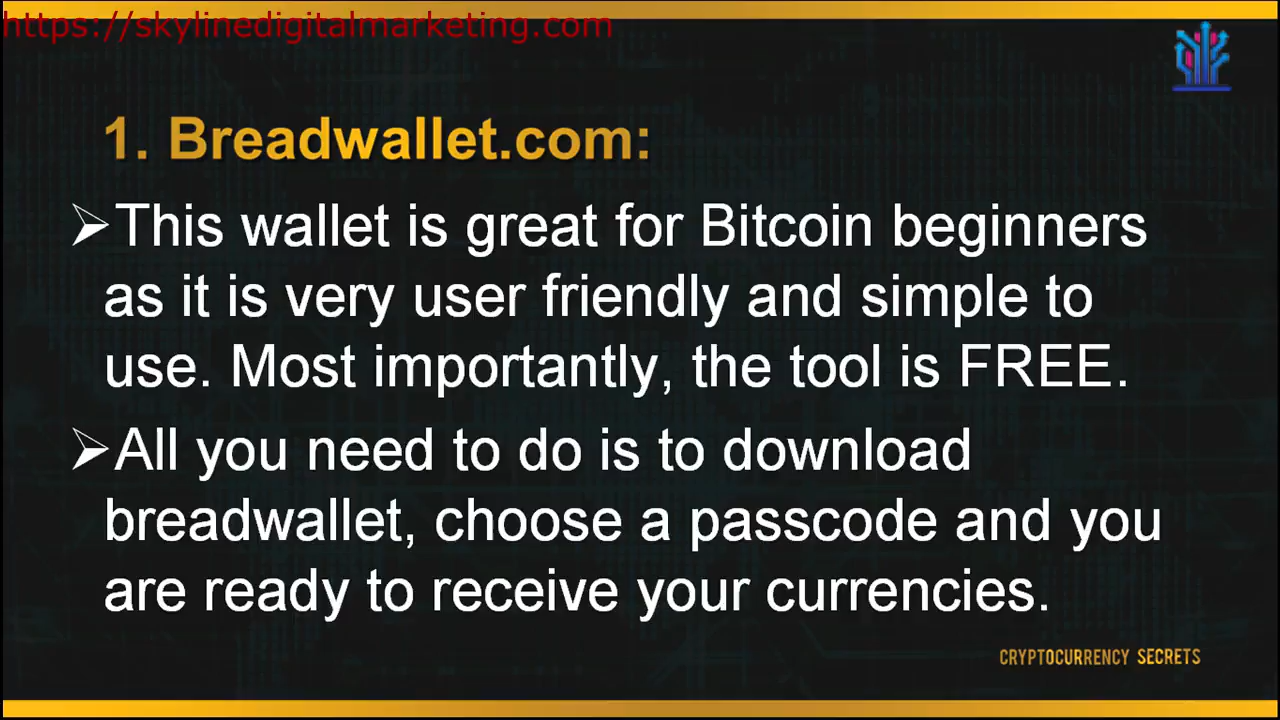 https://skylinedigitalmarketing.com
1. Breadwallet.com:
➢This wallet is great for Bitcoin beginners
as it is very user friendly and simple to
use. Most importantly, the tool is FREE.
➢All you need to do is to download
breadwallet, choose a passcode and you
are ready to receive your currencies.
CRYPTOCURRENCY SECRETS